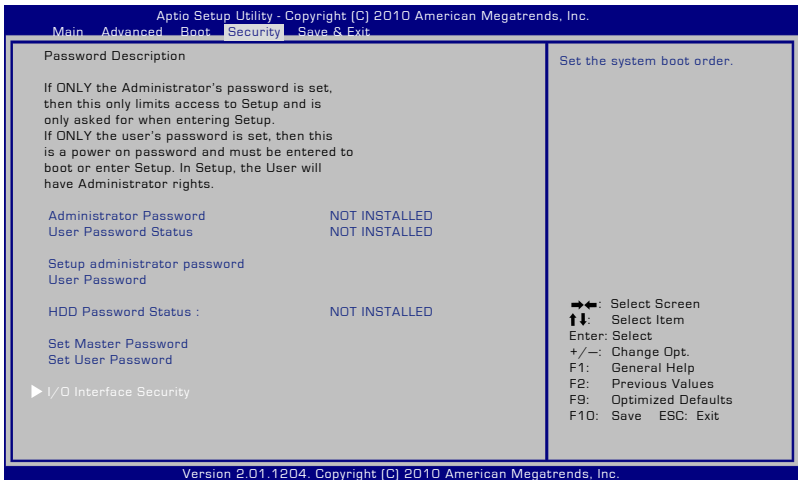 Aptio Setup Utility - Copyright (C) 2010 American Megatrends, Inc.
Main Advanced Boot Security Save & Exit
Password Description
If ONLY the Administrator's password is set,
then this only limits access to Setup and is
only asked for when entering Setup.
If ONLY the user's password is set, then this
is a power on password and must be entered to
boot or enter Setup. In Setup, the User will
have Administrator rights.
Administrator Password NOT INSTALLED
User Password Status NOT INSTALLED
Setup administrator password
User Password
HDD Password Status : NOT INSTALLED
Set Master Password
Set User Password
I/O Interface Security
Set the system boot order.
→←: Select Screen
↑↓: Select Item
Enter: Select
+/—: Change Opt.
F1: General Help
F2: Previous Values
F9: Optimized Defaults
F10: Save ESC: Exit
Version 2.01.1204. Copyright (C) 2010 American Megatrends, Inc.